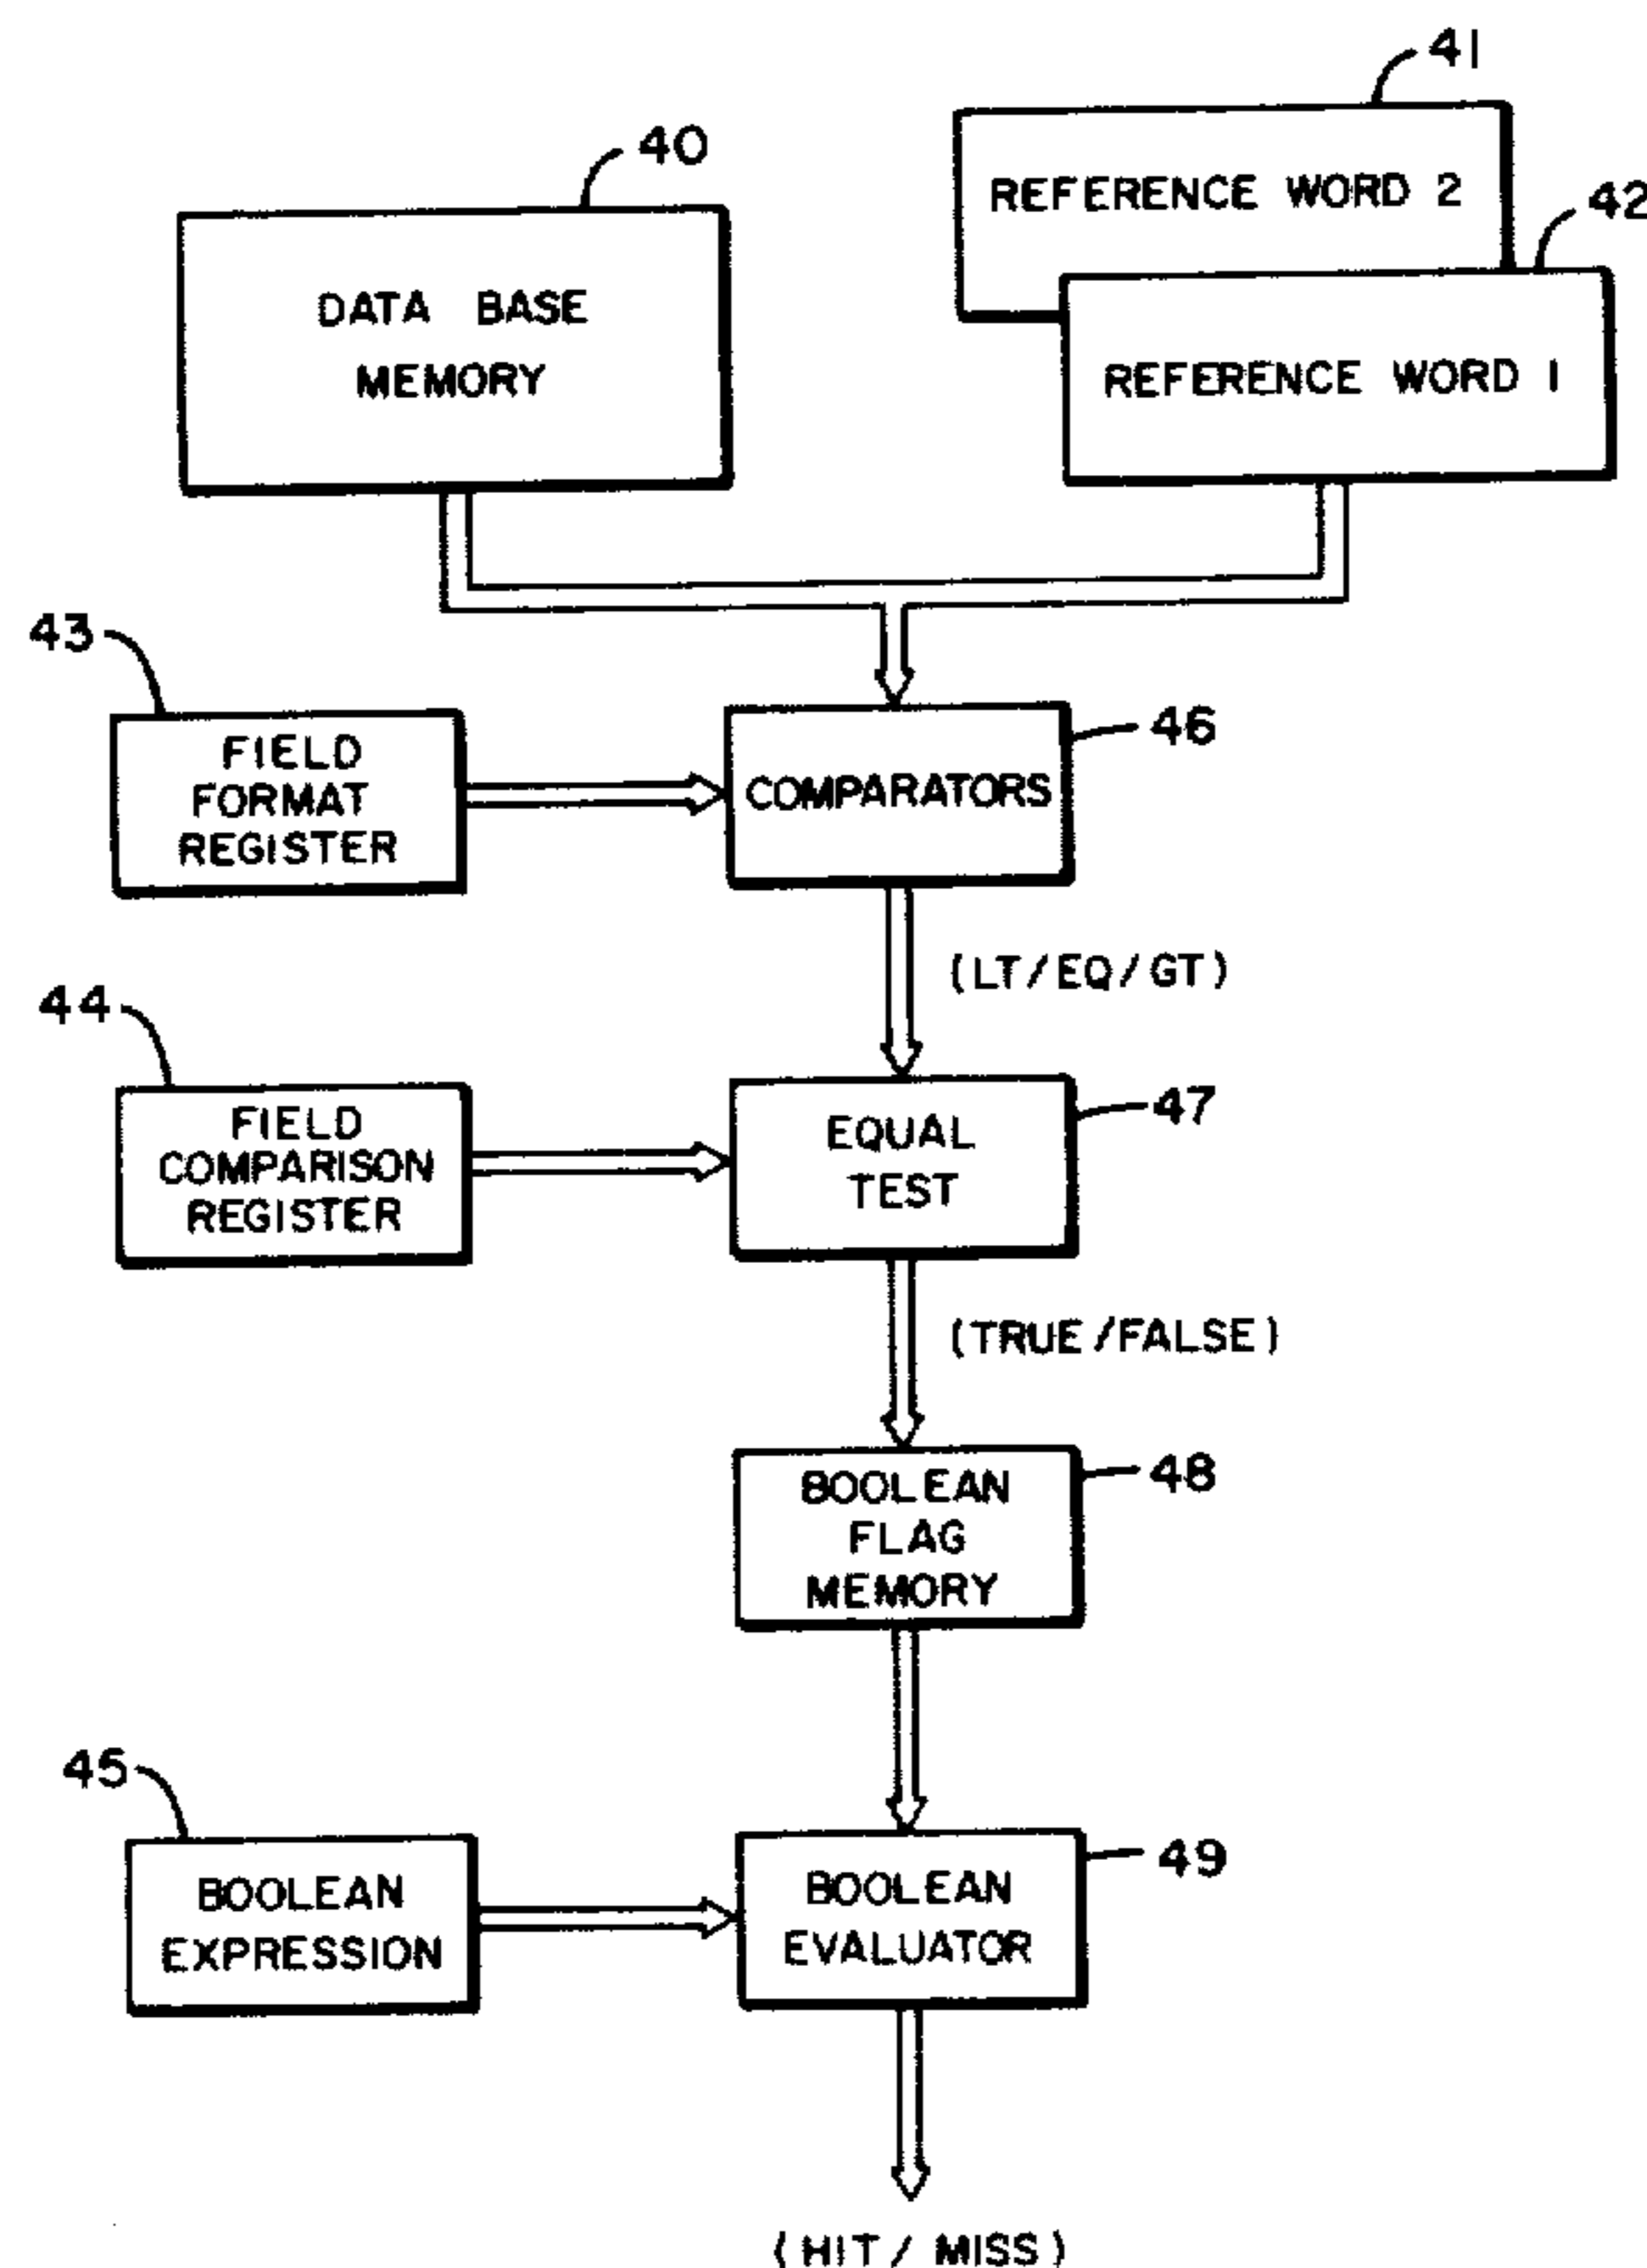 41
40
REFERENCE WORD 2
42
DATA BASE
MEMORY
REFERENCE WORD 1
43
46
FIELD
FORMAT
REGISTER
COMPARATORS
(LT/EQ/GT)
44
47
FIELD
COMPARISON
REGISTER
EQUAL
TEST
(TRUE/FALSE)
48
BOOLEAN
FLAG
MEMORY
45
49
BOOLEAN
EXPRESSION
BOOLEAN
EVALUATOR
(HIT/ MISS)